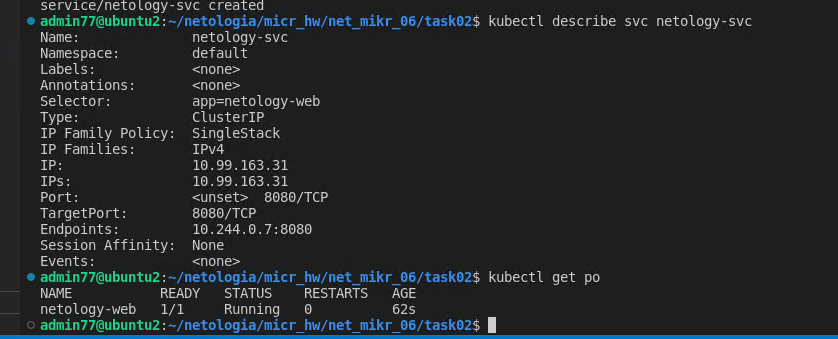 service/netology-svc created
admin77@ubuntu2:~/netologia/micr_hw/net_mikr_06/task02$ kubectl describe svc netology-svc
Name:              netology-svc
Namespace:         default
Labels:            <none>
Annotations:       <none>
Selector:          app=netology-web
Type:              ClusterIP
IP Family Policy:  SingleStack
IP Families:       IPv4
IP:                10.99.163.31
IPs:               10.99.163.31
Port:              <unset>  8080/TCP
TargetPort:        8080/TCP
Endpoints:         10.244.0.7:8080
Session Affinity:  None
Events:            <none>
admin77@ubuntu2:~/netologia/micr_hw/net_mikr_06/task02$ kubectl get po
NAME           READY   STATUS    RESTARTS   AGE
netology-web   1/1     Running   0          62s
admin77@ubuntu2:~/netologia/micr_hw/net_mikr_06/task02$